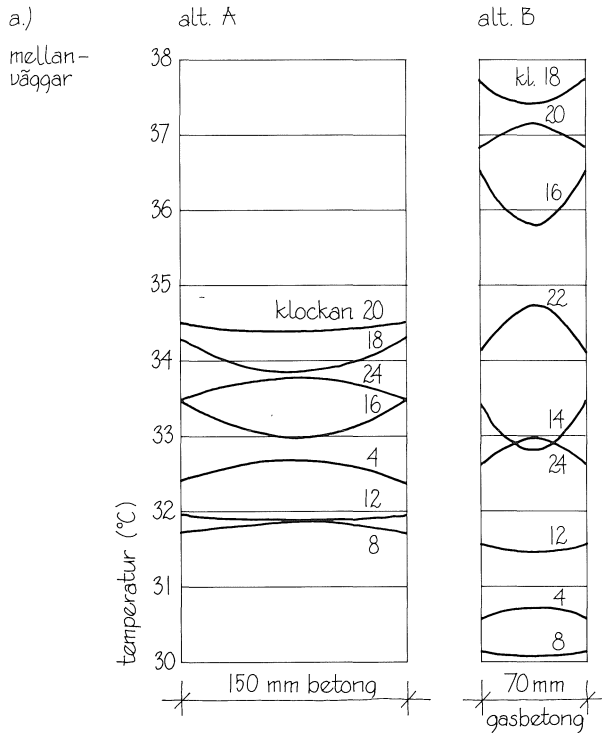 a.)
alt. A
alt. B
mellan-
väggar
38
37
36
35
34
33
32
31
30
temperatur (°C)
klockan 20
18
24
16
4
12
8
kl. 18
20
16
22
14
24
12
4
8
150 mm betong
70 mm
gasbetong